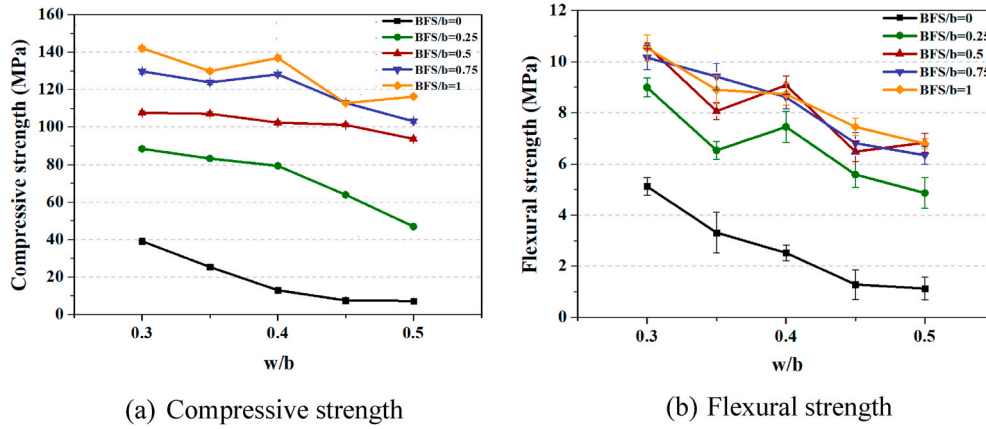 Compressive strength (MPa)
160
140
120
100
80
60
40
20
0
BFS/b=0
BFS/b=0.25
BFS/b=0.5
BFS/b=0.75
BFS/b=1
0.3
0.4
0.5
w/b
(a) Compressive strength
Flexural strength (MPa)
12
10
8
6
4
2
0
BFS/b=0
BFS/b=0.25
BFS/b=0.5
BFS/b=0.75
BFS/b=1
0.3
0.4
0.5
w/b
(b) Flexural strength